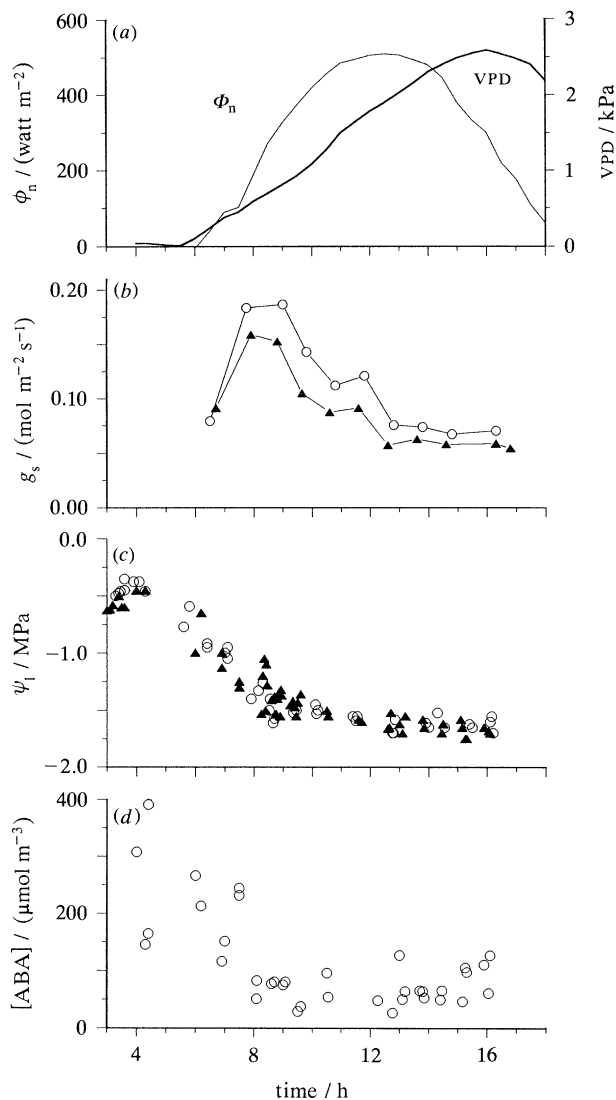 (a)
600
400
200
0
Φn / (watt m−2)
Φn
VPD
3
2
1
0
VPD / kPa
(b)
0.20
0.10
0.00
gs / (mol m−2 s−1)
(c)
0.0
−1.0
−2.0
ψl / MPa
(d)
400
200
0
[ABA] / (μmol m−3)
4 8 12 16
time / h